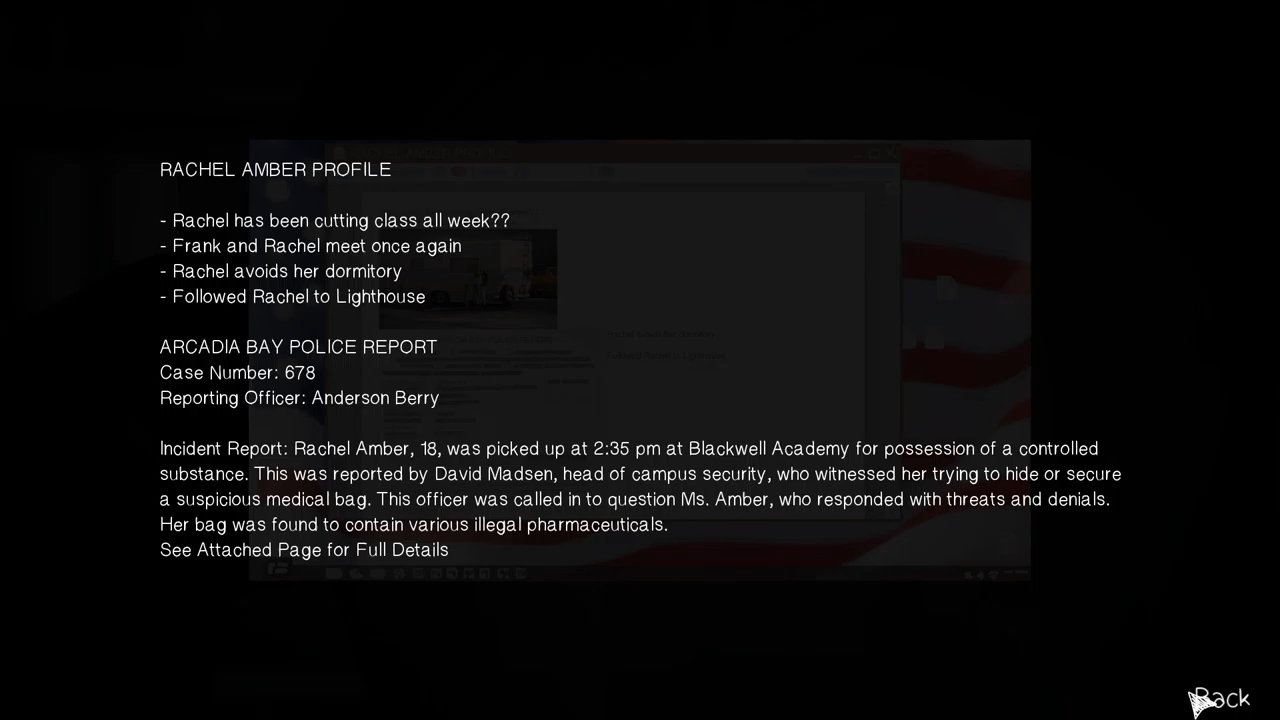 RACHEL AMBER PROFILE
- Rachel has been cutting class all week??
- Frank and Rachel meet once again
- Rachel avoids her dormitory
- Followed Rachel to Lighthouse
ARCADIA BAY POLICE REPORT
Case Number: 678
Reporting Officer: Anderson Berry
Incident Report: Rachel Amber, 18, was picked up at 2:35 pm at Blackwell Academy for possession of a controlled
substance. This was reported by David Madsen, head of campus security, who witnessed her trying to hide or secure
a suspicious medical bag. This officer was called in to question Ms. Amber, who responded with threats and denials.
Her bag was found to contain various illegal pharmaceuticals.
See Attached Page for Full Details
Back